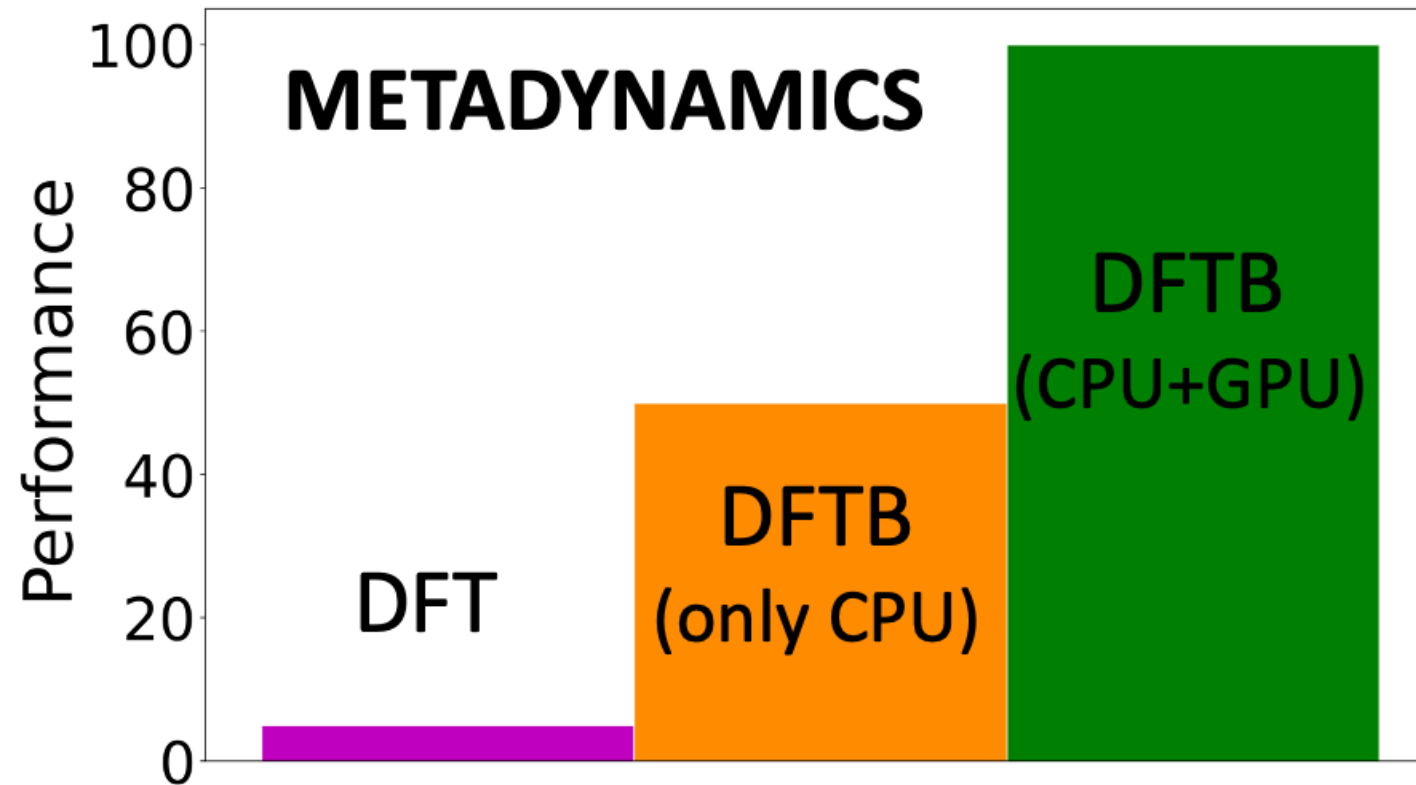 METADYNAMICS
Performance
100
80
60
40
20
0
DFT
DFTB
(only CPU)
DFTB
(CPU+GPU)